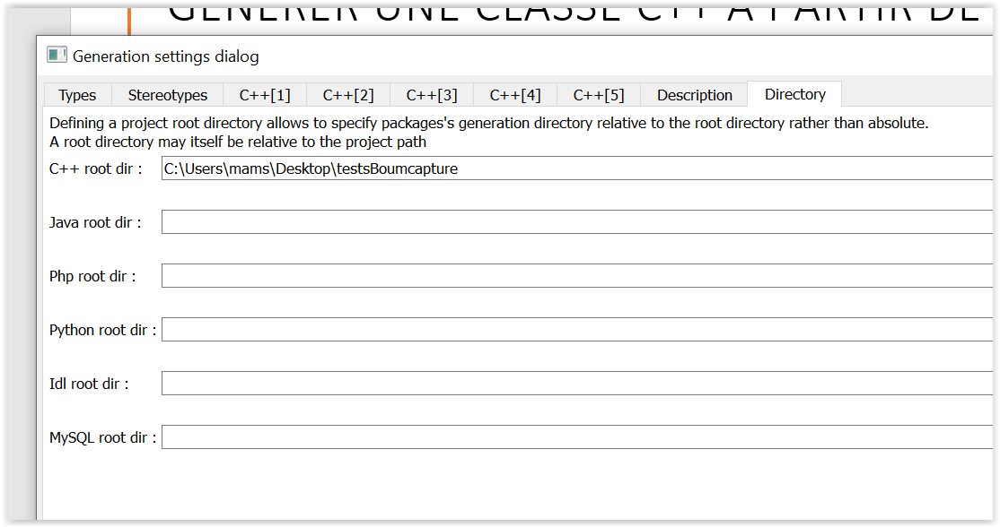 GENERER UNE CLASSE C++ A PARTIR DE
Generation settings dialog
Types Stereotypes C++[1] C++[2] C++[3] C++[4] C++[5] Description Directory
Defining a project root directory allows to specify packages's generation directory relative to the root directory rather than absolute.
A root directory may itself be relative to the project path
C++ root dir : C:\Users\mams\Desktop\testsBoumcapture
Java root dir :
Php root dir :
Python root dir :
Idl root dir :
MySQL root dir :